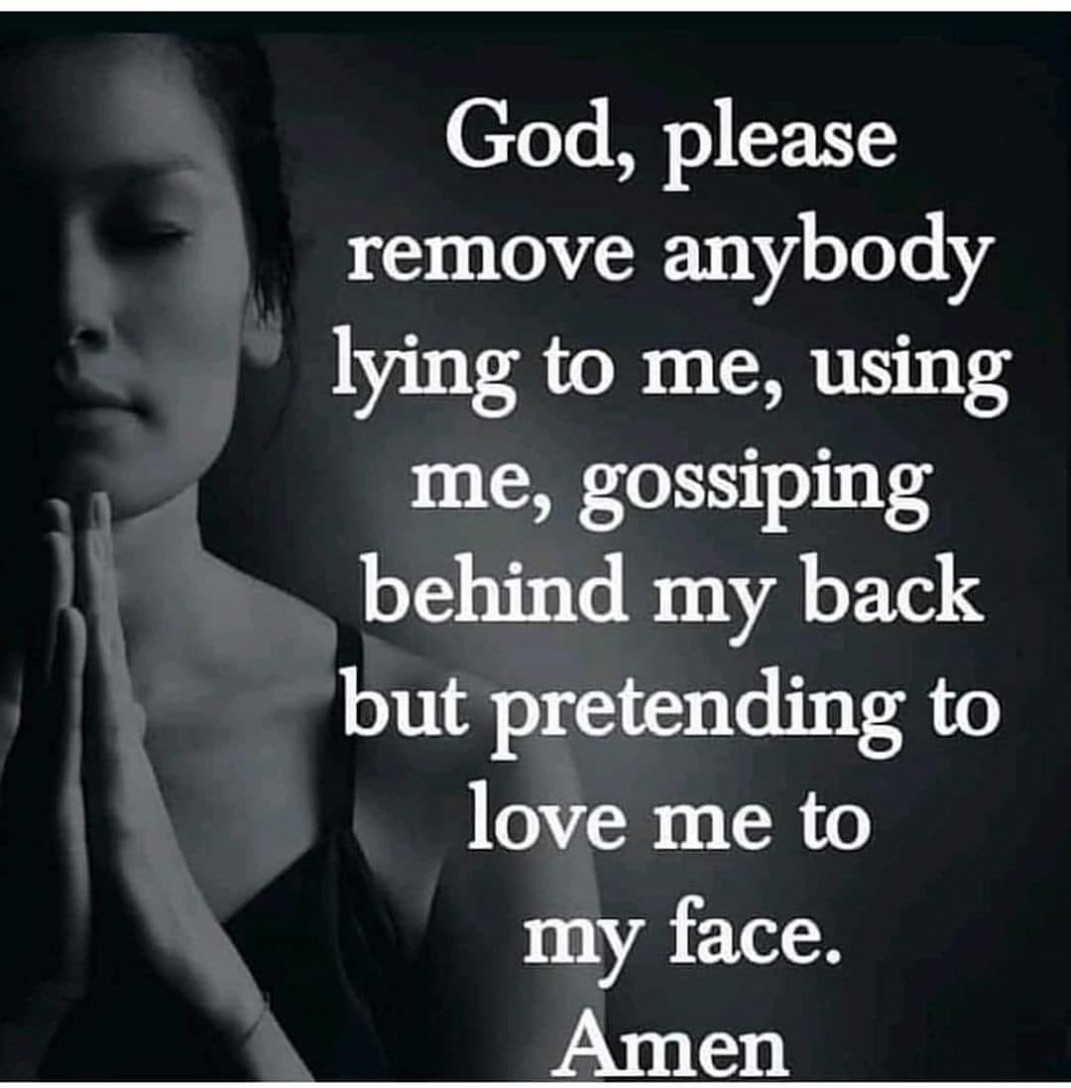 God, please
remove anybody
lying to me, using
me, gossiping
behind my back
but pretending to
love me to
my face.
Amen